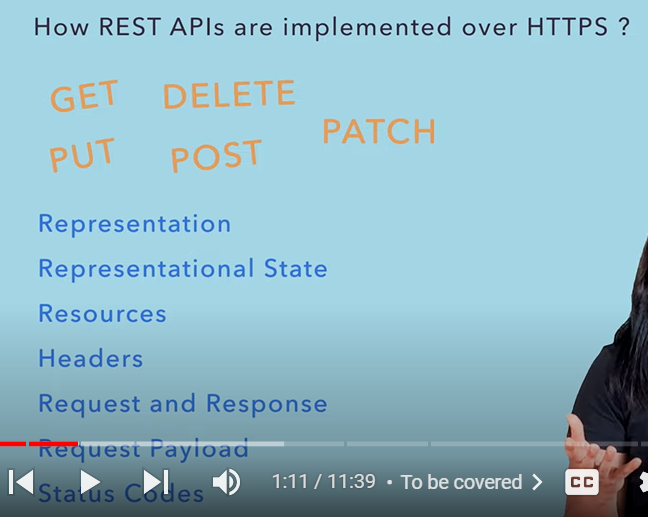 How REST APIs are implemented over HTTPS ?
GET DELETE
PATCH
PUT POST
Representation
Representational State
Resources
Headers
Request and Response
Request Payload
1:11 / 11:39 • To be covered
CC
Status Codes